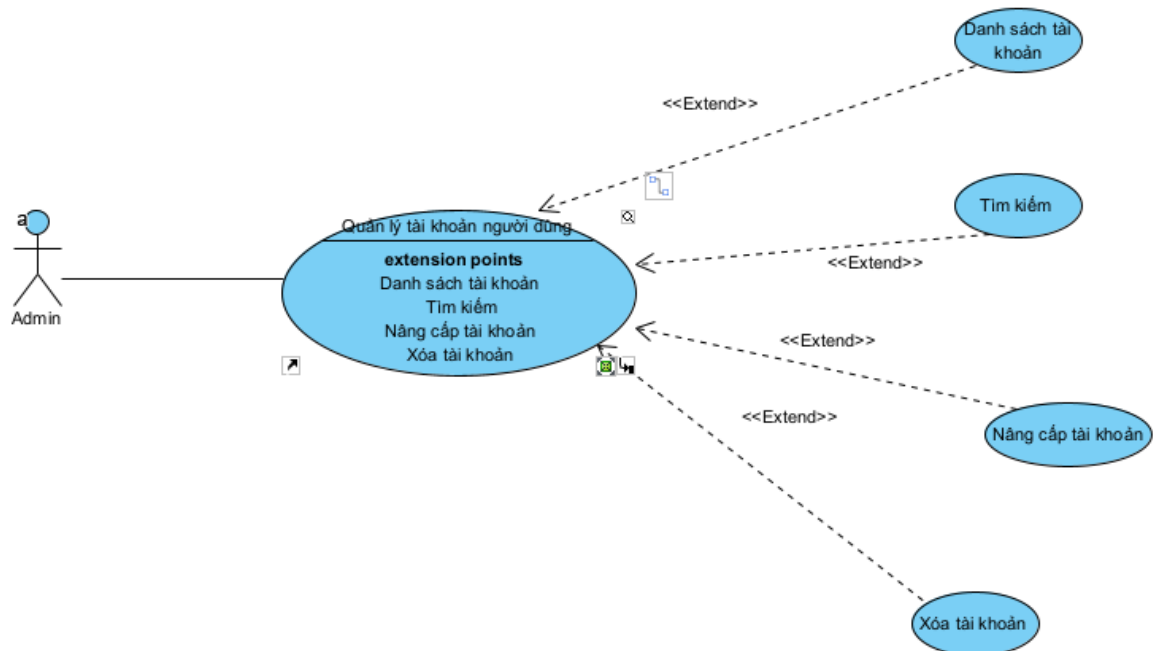 Danh sách tài
khoản
<<Extend>>
Tìm kiếm
<<Extend>>
a
Admin
Quản lý tài khoản người dùng
extension points
Danh sách tài khoản
Tìm kiếm
Nâng cấp tài khoản
Xóa tài khoản
<<Extend>>
Nâng cấp tài khoản
<<Extend>>
Xóa tài khoản